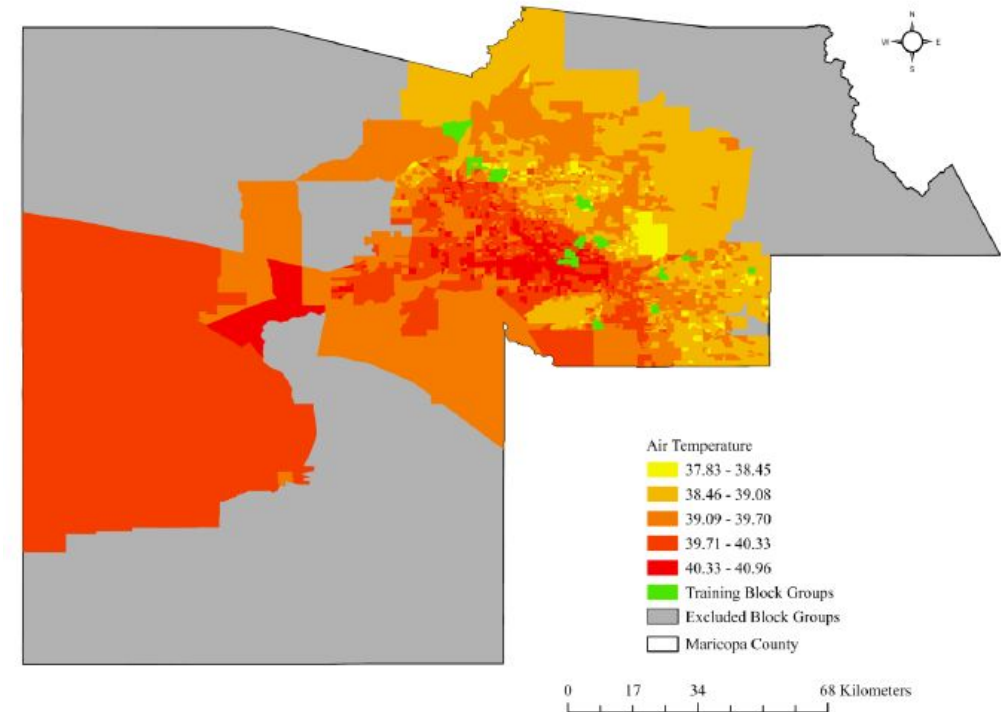 N
W E
S
Air Temperature
37.83 - 38.45
38.46 - 39.08
39.09 - 39.70
39.71 - 40.33
40.33 - 40.96
Training Block Groups
Excluded Block Groups
Maricopa County
0 17 34 68 Kilometers